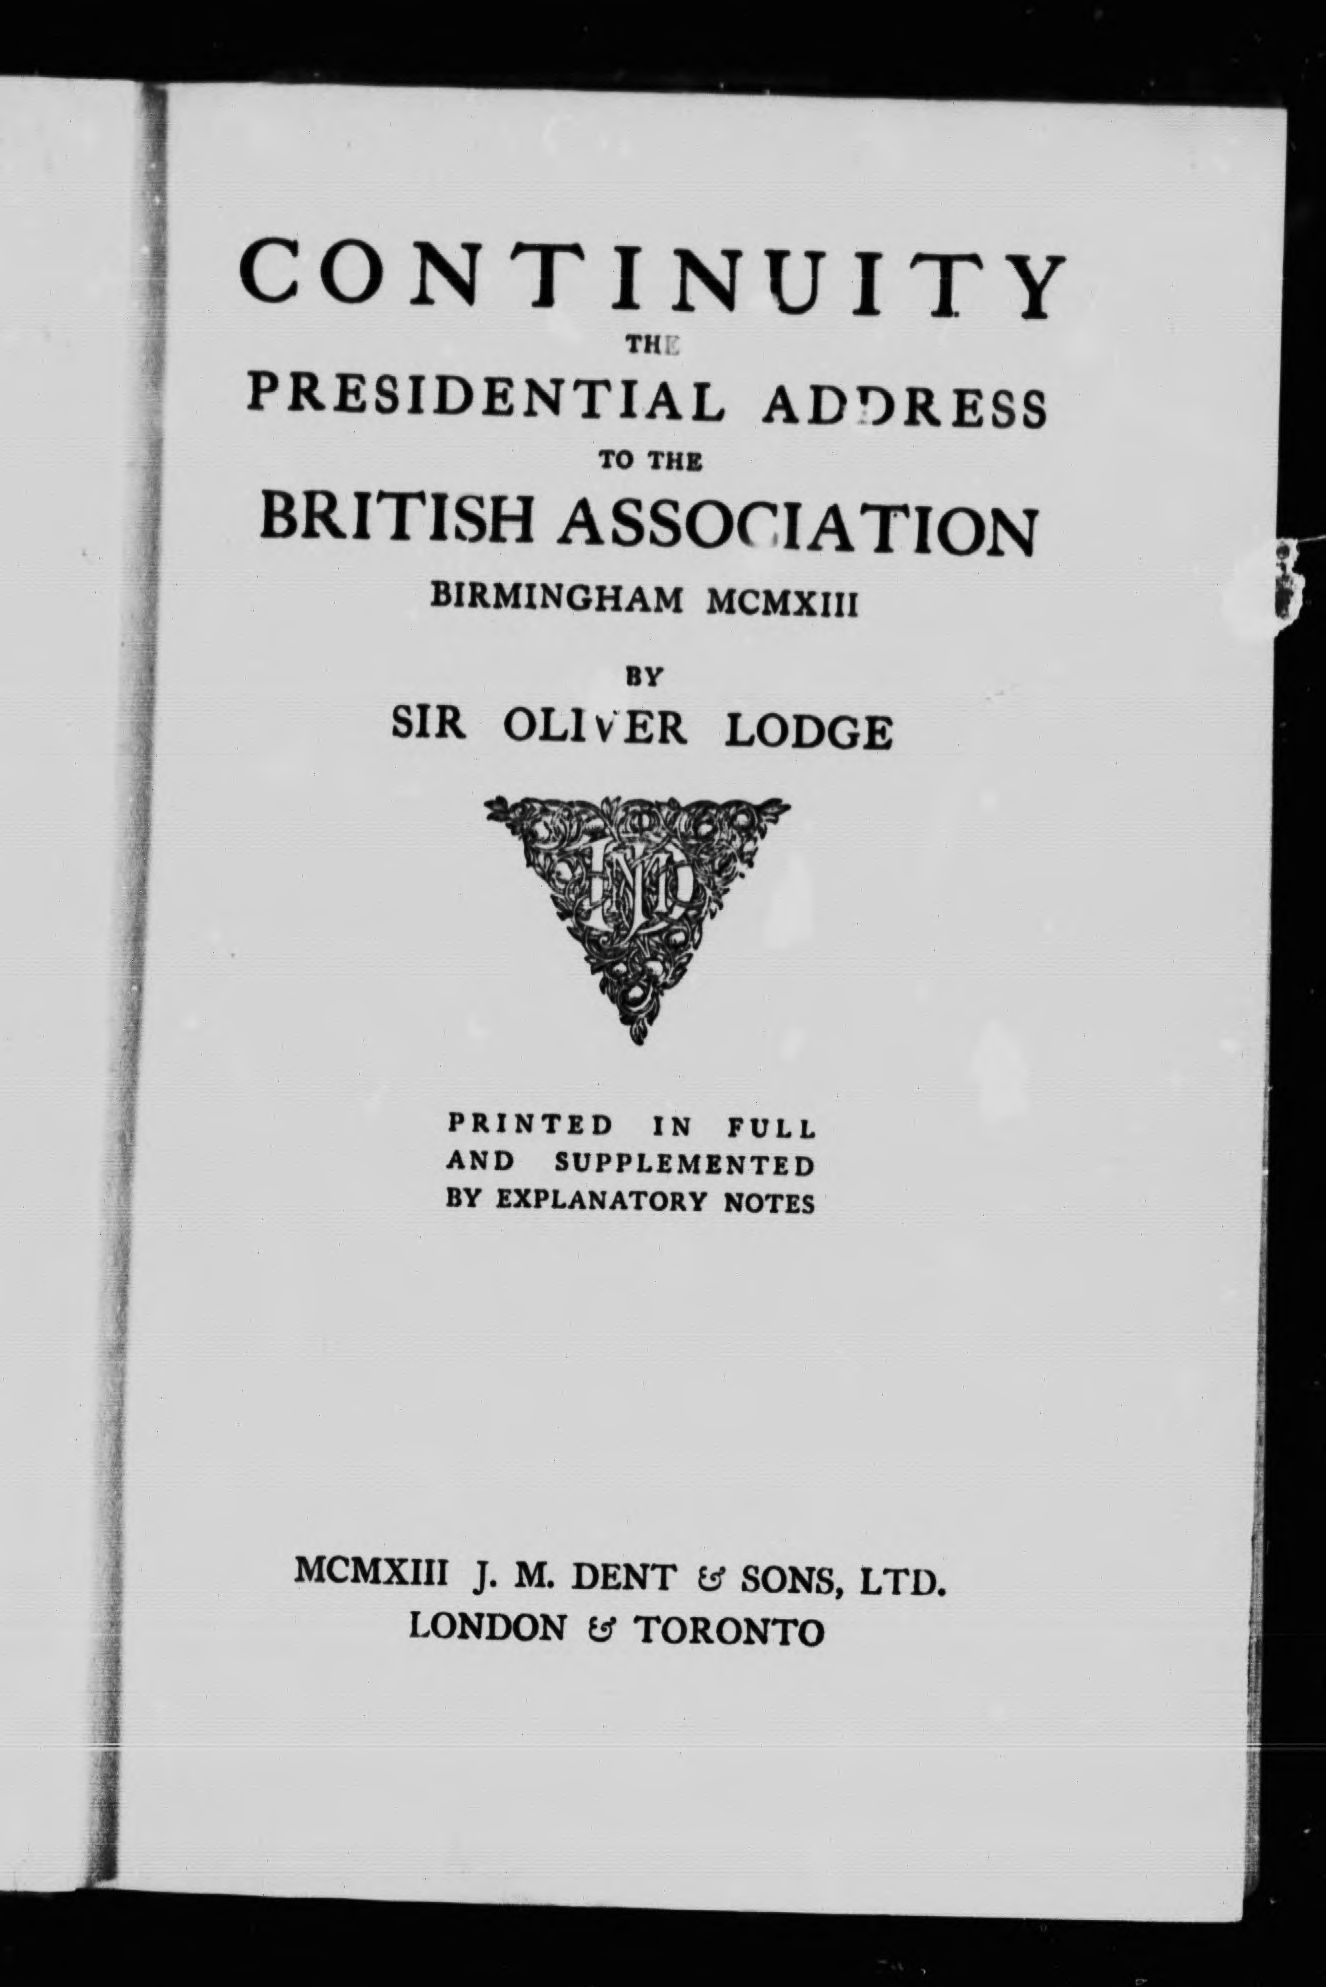 CONTINUITY
THE
PRESIDENTIAL ADDRESS
TO THE
BRITISH ASSOCIATION
BIRMINGHAM MCMXIII
BY
SIR OLIVER LODGE
PRINTED IN FULL
AND SUPPLEMENTED
BY EXPLANATORY NOTES
MCMXIII J. M. DENT & SONS, LTD.
LONDON & TORONTO